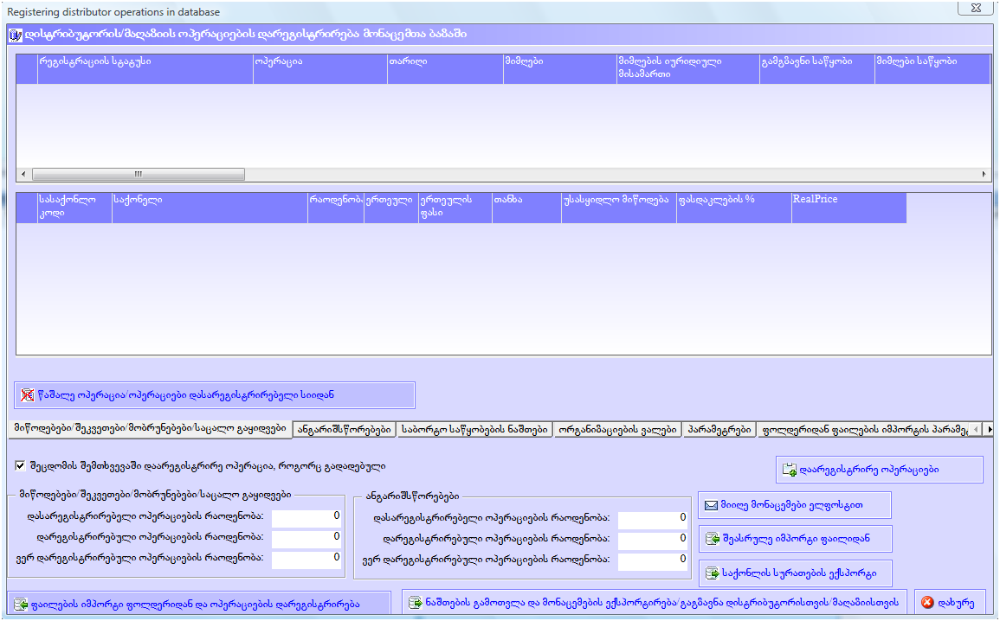 Registering distributor operations in database
დისტრიბუტორის/მაღაზიის ოპერაციების დარეგისტრირება მონაცემთა ბაზაში
რეგისტრაციის სტატუსი ოპერაცია თარიღი მიმღები მიმღების იურიდიული მისამართი გამგზავნი საწყობი მიმღები საწყობი
სასაქონლო კოდი საქონელი რაოდენობა ერთეული ერთეულის ფასი თანხა უსასყიდლო მიწოდება ფასდაკლების % RealPrice
წაშალე ოპერაცია/ოპერაციები დასარეგისტრირებელი სიიდან
მიწოდებები/შეკვეთები/მობრუნებები/საცალო გაყიდვები ანგარიშსწორებები საბორტო საწყობების ნაშთები ორგანიზაციების ვალები პარამეტრები ფოლდერიდან ფაილების იმპორტის პარამეტ
შეცდომის შემთხვევაში დაარეგისტრირე ოპერაცია, როგორც გადადებული
დაარეგისტრირე ოპერაციები
მიწოდებები/შეკვეთები/მობრუნებები/საცალო გაყიდვები
დასარეგისტრირებელი ოპერაციების რაოდენობა: 0
დარეგისტრირებული ოპერაციების რაოდენობა: 0
ვერ დარეგისტრირებული ოპერაციების რაოდენობა: 0
ანგარიშსწორებები
დასარეგისტრირებელი ოპერაციების რაოდენობა: 0
დარეგისტრირებული ოპერაციების რაოდენობა: 0
ვერ დარეგისტრირებული ოპერაციების რაოდენობა: 0
მიიღე მონაცემები ელფოსტით
შეასრულე იმპორტი ფაილიდან
საქონლის სურათების ექსპორტი
ფაილების იმპორტი ფოლდერიდან და ოპერაციების დარეგისტრირება
ნაშთების გამოთვლა და მონაცემების ექსპორტირება/გაგზავნა დისტრიბუტორისთვის/მაღაზიისთვის
დახურე